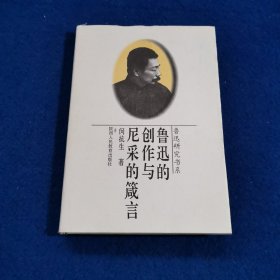 鲁迅研究书系
鲁迅的
创作与
尼采的箴言
闵抗生 著
陕西人民教育出版社